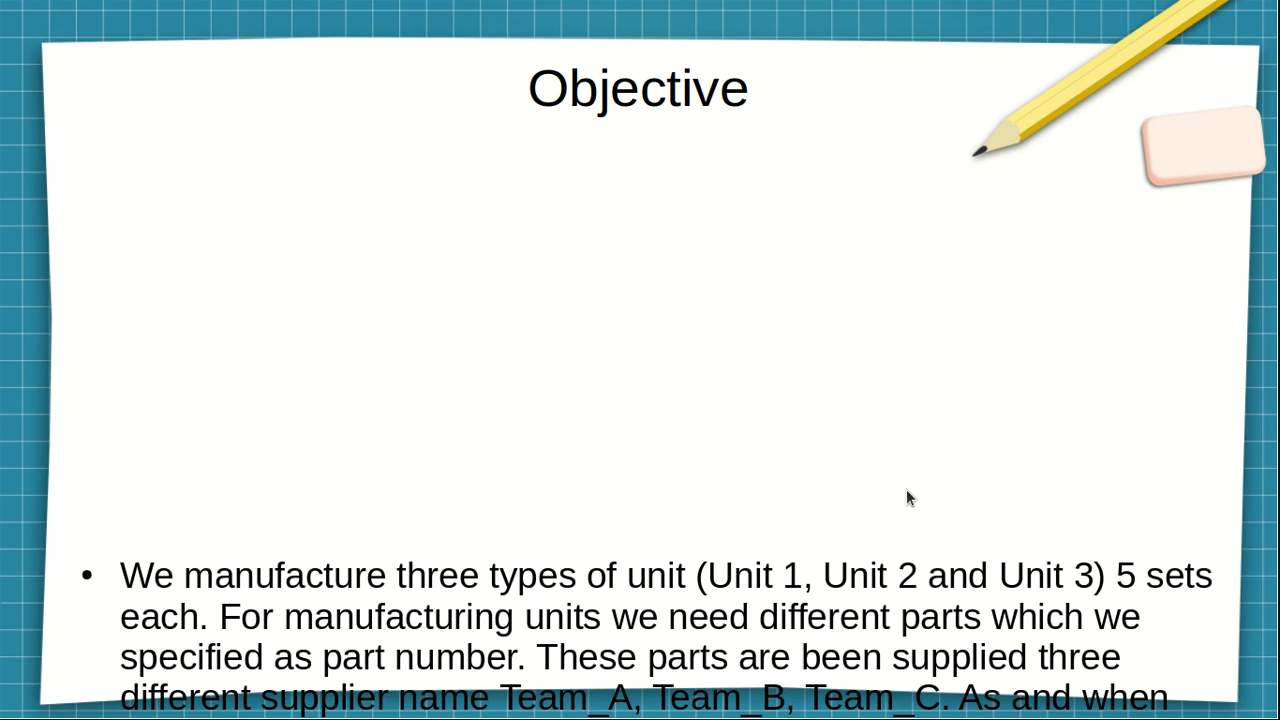 Objective
• We manufacture three types of unit (Unit 1, Unit 2 and Unit 3) 5 sets
each. For manufacturing units we need different parts which we
specified as part number. These parts are been supplied three
different supplier name Team_A, Team_B, Team_C. As and when